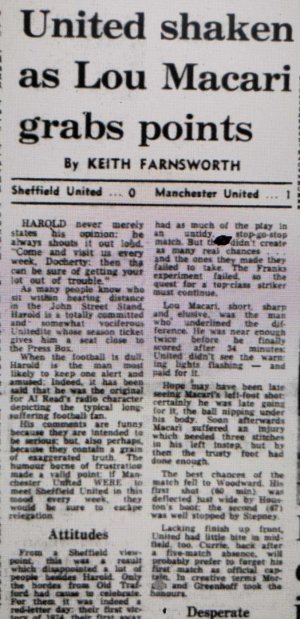 United shaken
as Lou Macari
grabs points
By KEITH FARNSWORTH
Sheffield United ... 0 Manchester United ... 1
HAROLD never merely
states his opinion; he
always shouts it out loud.
"Come and visit us every
week, Docherty; then the
can be sure of getting your
lot out of trouble."
As many people know who
sit within hearing distance
in the John Street Stand,
Harold is a totally committed
and somewhat vociferous
Unitedite whose season ticket
gives him a seat close to
the Press Box.
When the football is dull,
Harold is the man most
likely to keep one alert and
amused; indeed, it has been
said that he was the original
for Al Read's radio character
depicting the typical long-
suffering football fan.
His comments are funny
because they are intended to
be serious; but also, perhaps,
because they contain a grain
of exaggerated truth. The
humour borne of frustration
made a valid point: if Man-
chester United WERE to
meet Sheffield United in this
mood every week, they
would be sure to escape
relegation.
Attitudes
From a Sheffield view-
point, this was a result
which disappointed a lot of
people besides Harold. Only
the hordes from Old Traf-
ford had cause to celebrate.
For them it was indeed a
red-letter day: their first vic-
tory of 1974, their first away
had as much of the play in
an untidy, stop-go-stop
match. But didn't create
as many real chances
and the ones they made they
failed to take. The Franks
experiment failed, so the
quest for a top-class striker
must continue.
Lou Macari, short, sharp
and elusive, was the man
who underlined the dif-
ference. He was near enough
twice before he finally
scored after 34 minutes:
United didn't see the warn-
ing lights flashing — and
paid for it.
Hope may have been late
seeing Macari's left-foot shot:
certainly he was late going
for it, the ball nipping under
his body. Soon afterwards
Macari suffered an injury
which needed three stitches
in his left instep, but by
then the trusty foot had
done enough.
The best chances of the
match fell to Woodward. His
first shot (60 min) was
deflected just wide by Hous-
ton's boot; the second (67)
was well stopped by Stepney.
Lacking finish up front,
United had little bite in mid-
field, too. Currie, back after
a five-match absence, will
probably prefer to forget his
first match as official cap-
tain. In creative terms Mor-
and Greenhoff took the
honours.
Desperate